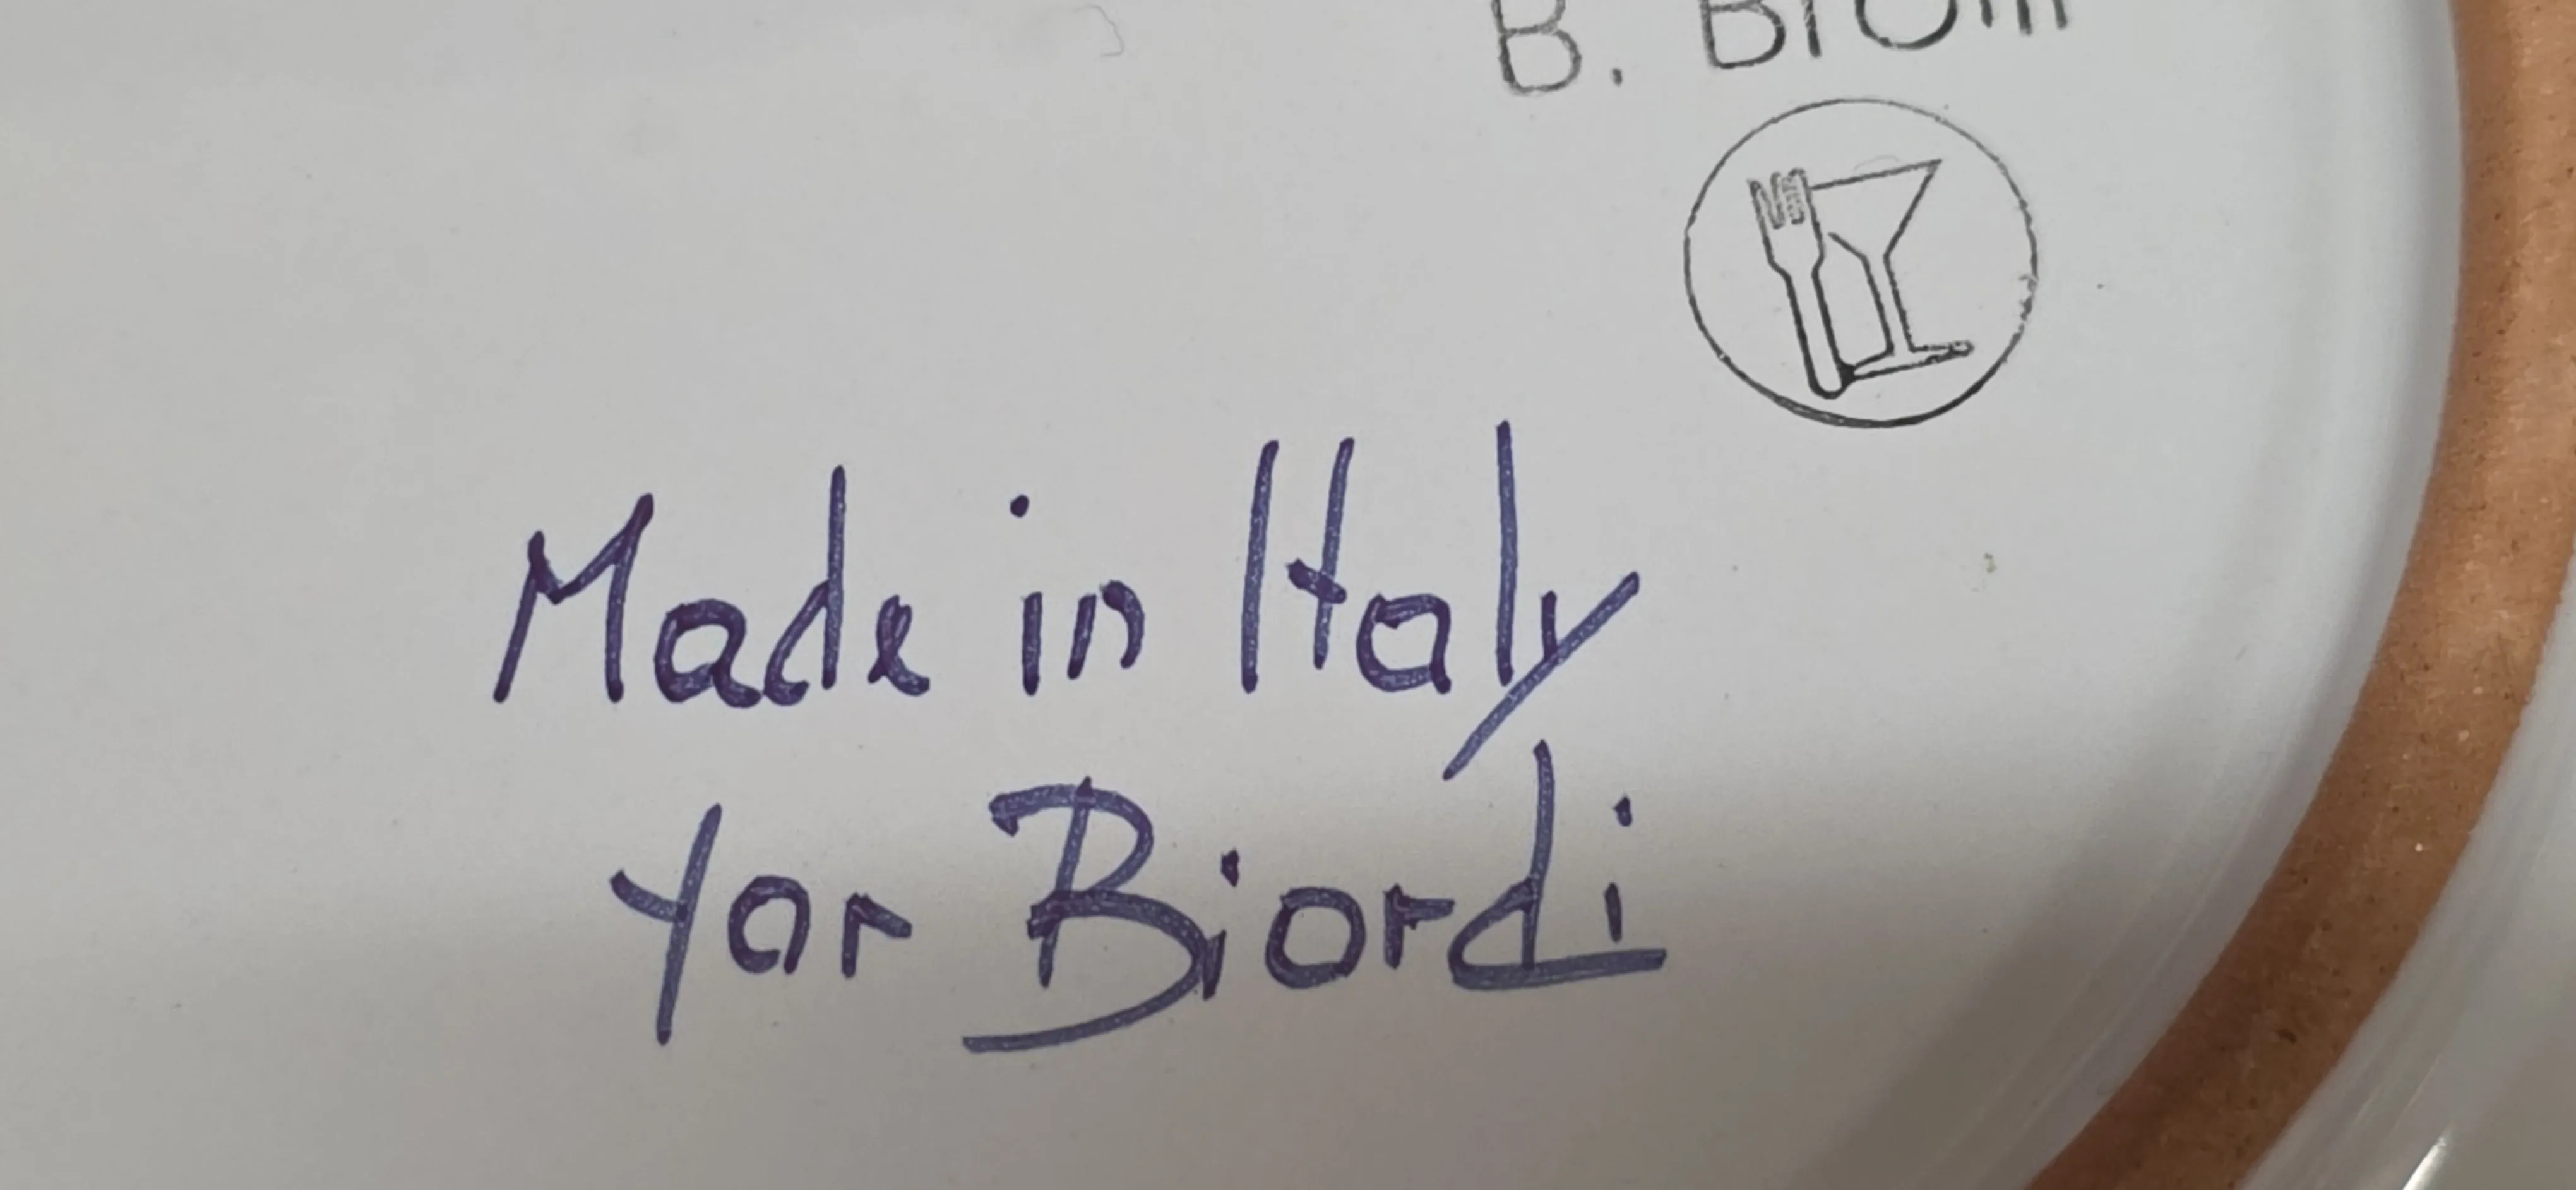 B.
Made in Italy
for Biordi